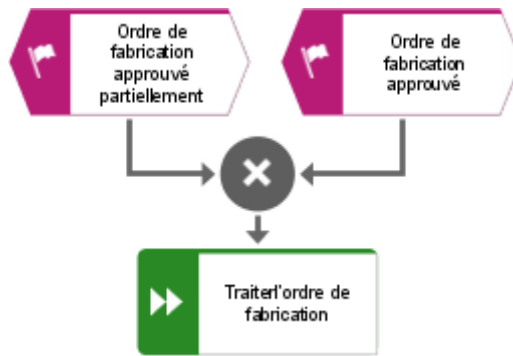 Ordre de
fabrication
approuvé
partiellement
Ordre de
fabrication
approuvé
Traiterl'ordre de
fabrication